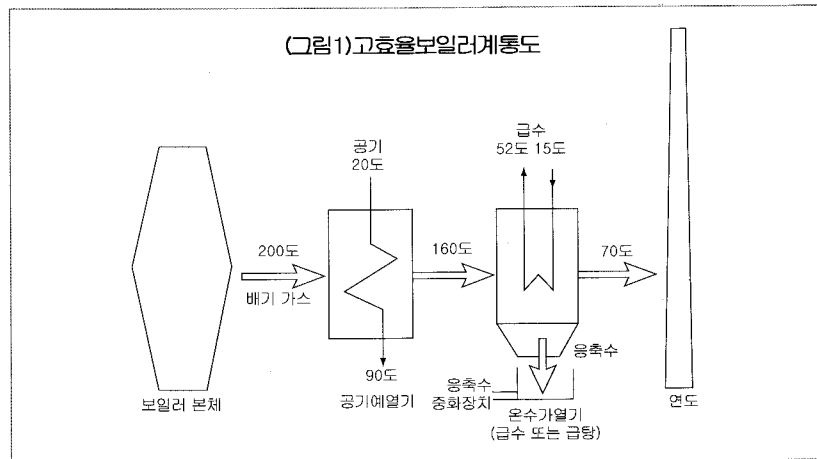 (그림1)고효율보일러계통도
공기
20도
급수
52도 15도
200도
배기 가스
160도
70도
90도
공기예열기
응축수
응축수
중화장치
온수가열기
(급수 또는 급탕)
보일러 본체
연도